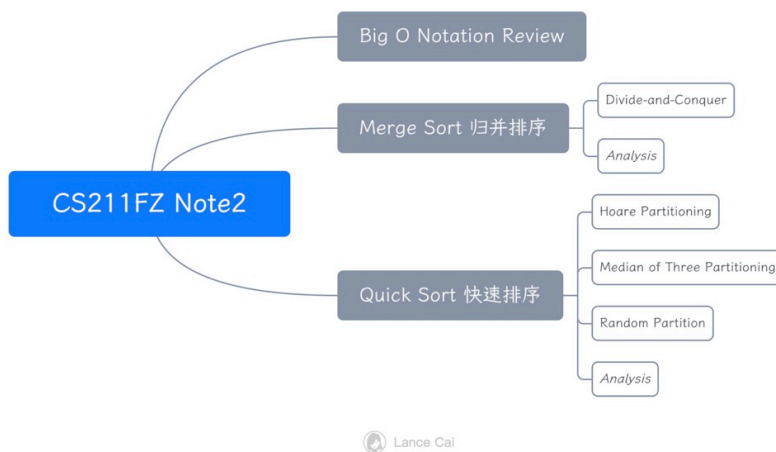 CS211FZ Note2
Big O Notation Review
Merge Sort 归并排序
Divide-and-Conquer
Analysis
Quick Sort 快速排序
Hoare Partitioning
Median of Three Partitioning
Random Partition
Analysis
Lance Cai